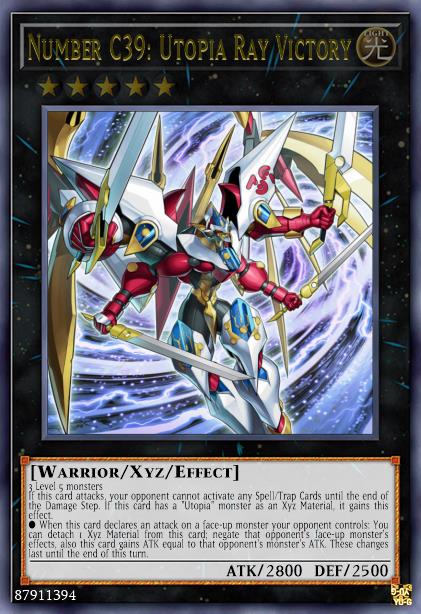 NUMBER C39: UTOPIA RAY VICTORY
LIGHT
光
[WARRIOR/XYZ/EFFECT]
3 Level 5 monsters
If this card attacks, your opponent cannot activate any Spell/Trap Cards until the end of
the Damage Step. If this card has a "Utopia" monster as an Xyz Material, it gains this
effect.
● When this card declares an attack on a face-up monster your opponent controls: You
can detach 1 Xyz Material from this card; negate that opponent's face-up monster's
effects, also this card gains ATK equal to that opponent's monster's ATK. These changes
last until the end of this turn.
ATK/2800 DEF/2500
87911394